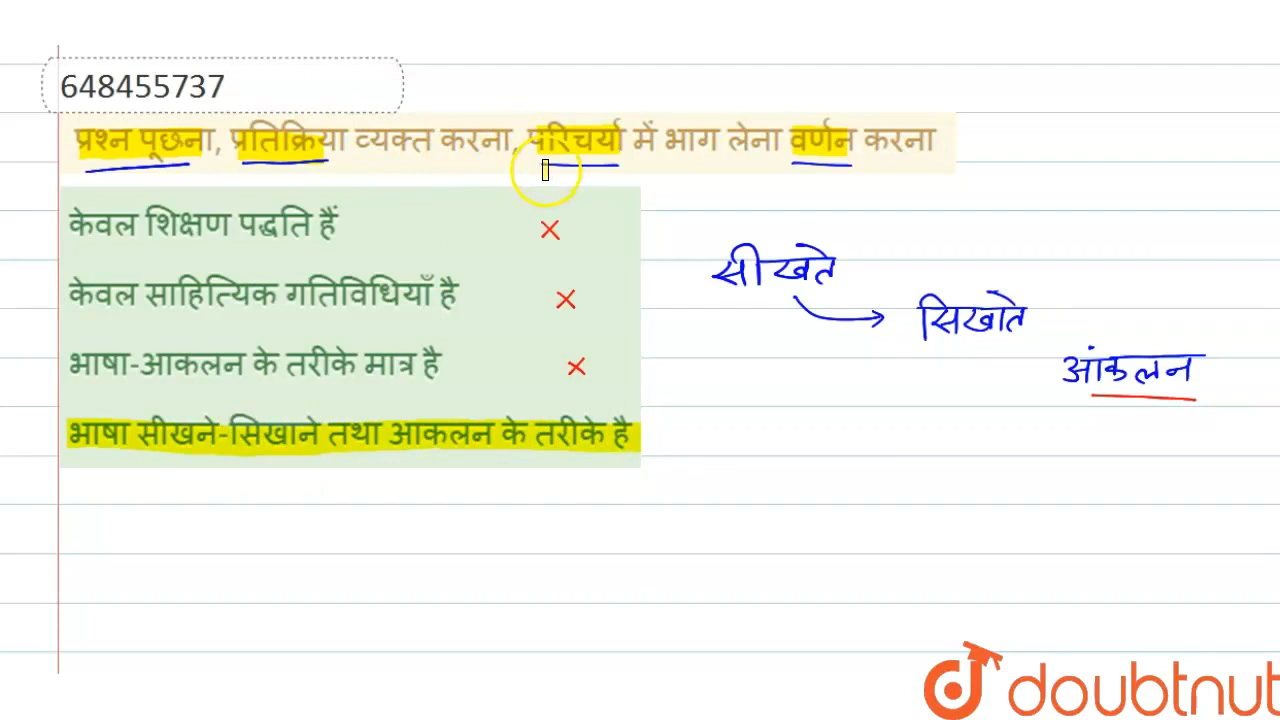 648455737
प्रश्न पूछना, प्रतिक्रिया व्यक्त करना, परिचर्या में भाग लेना वर्णन करना
केवल शिक्षण पद्धति हैं
केवल साहित्यिक गतिविधियाँ है
भाषा-आकलन के तरीके मात्र है
भाषा सीखने-सिखाने तथा आकलन के तरीके है
सीखते
सिखाते
आंकलन
doubtnut